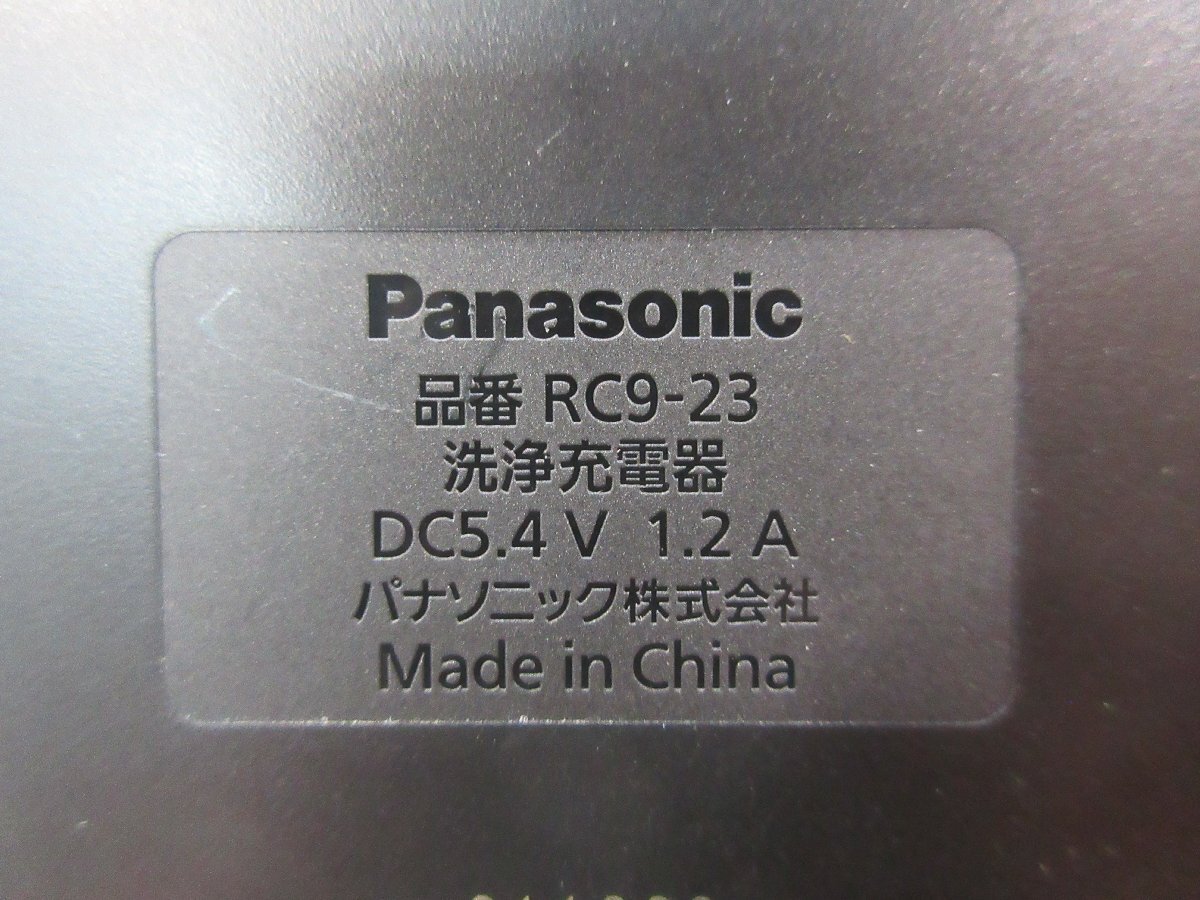 Panasonic
品番 RC9-23
洗浄充電器
DC5.4 V 1.2 A
パナソニック株式会社
Made in China